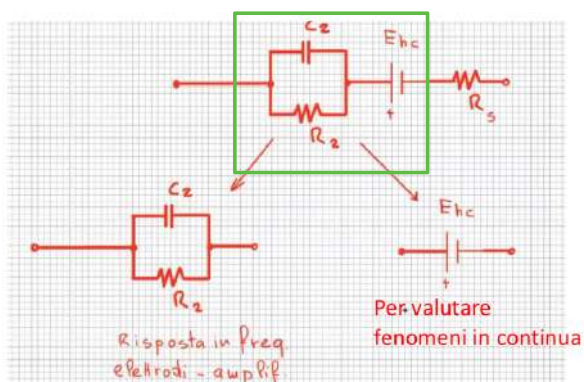 C2
Ehc
R2
+
Rs
C2
Ehc
R2
+
Per valutare
fenomeni in continua
Risposta in freq.
elettrodi - amplif.